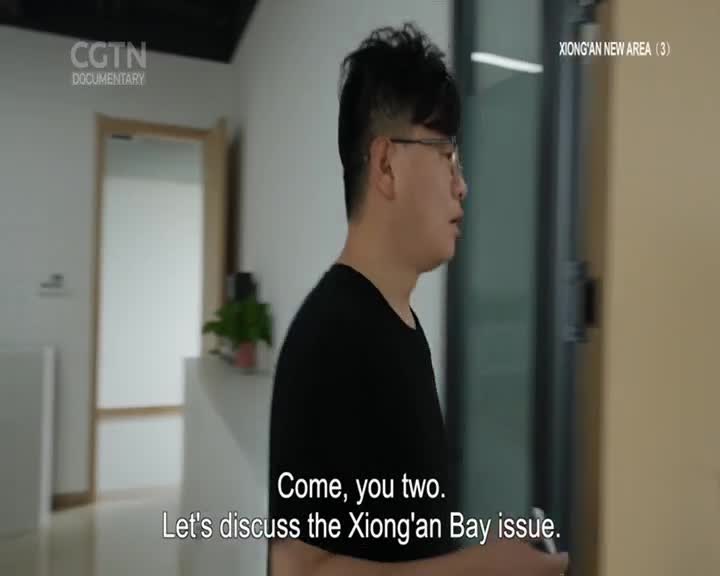 CGTN
DOCUMENTARY
XIONG'AN NEW AREA (3)
Come, you two.
Let's discuss the Xiong'an Bay issue.